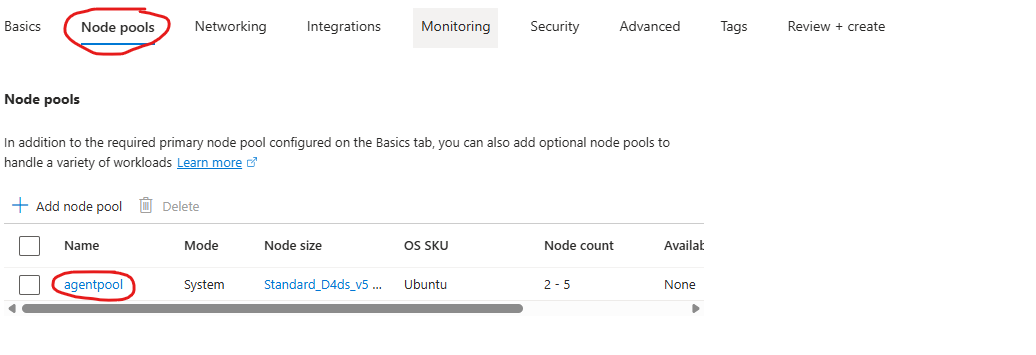 Basics Node pools Networking Integrations Monitoring Security Advanced Tags Review + create
Node pools
In addition to the required primary node pool configured on the Basics tab, you can also add optional node pools to
handle a variety of workloads Learn more
Add node pool Delete
Name Mode Node size OS SKU Node count Availab
agentpool System Standard_D4ds_v5 ... Ubuntu 2 - 5 None